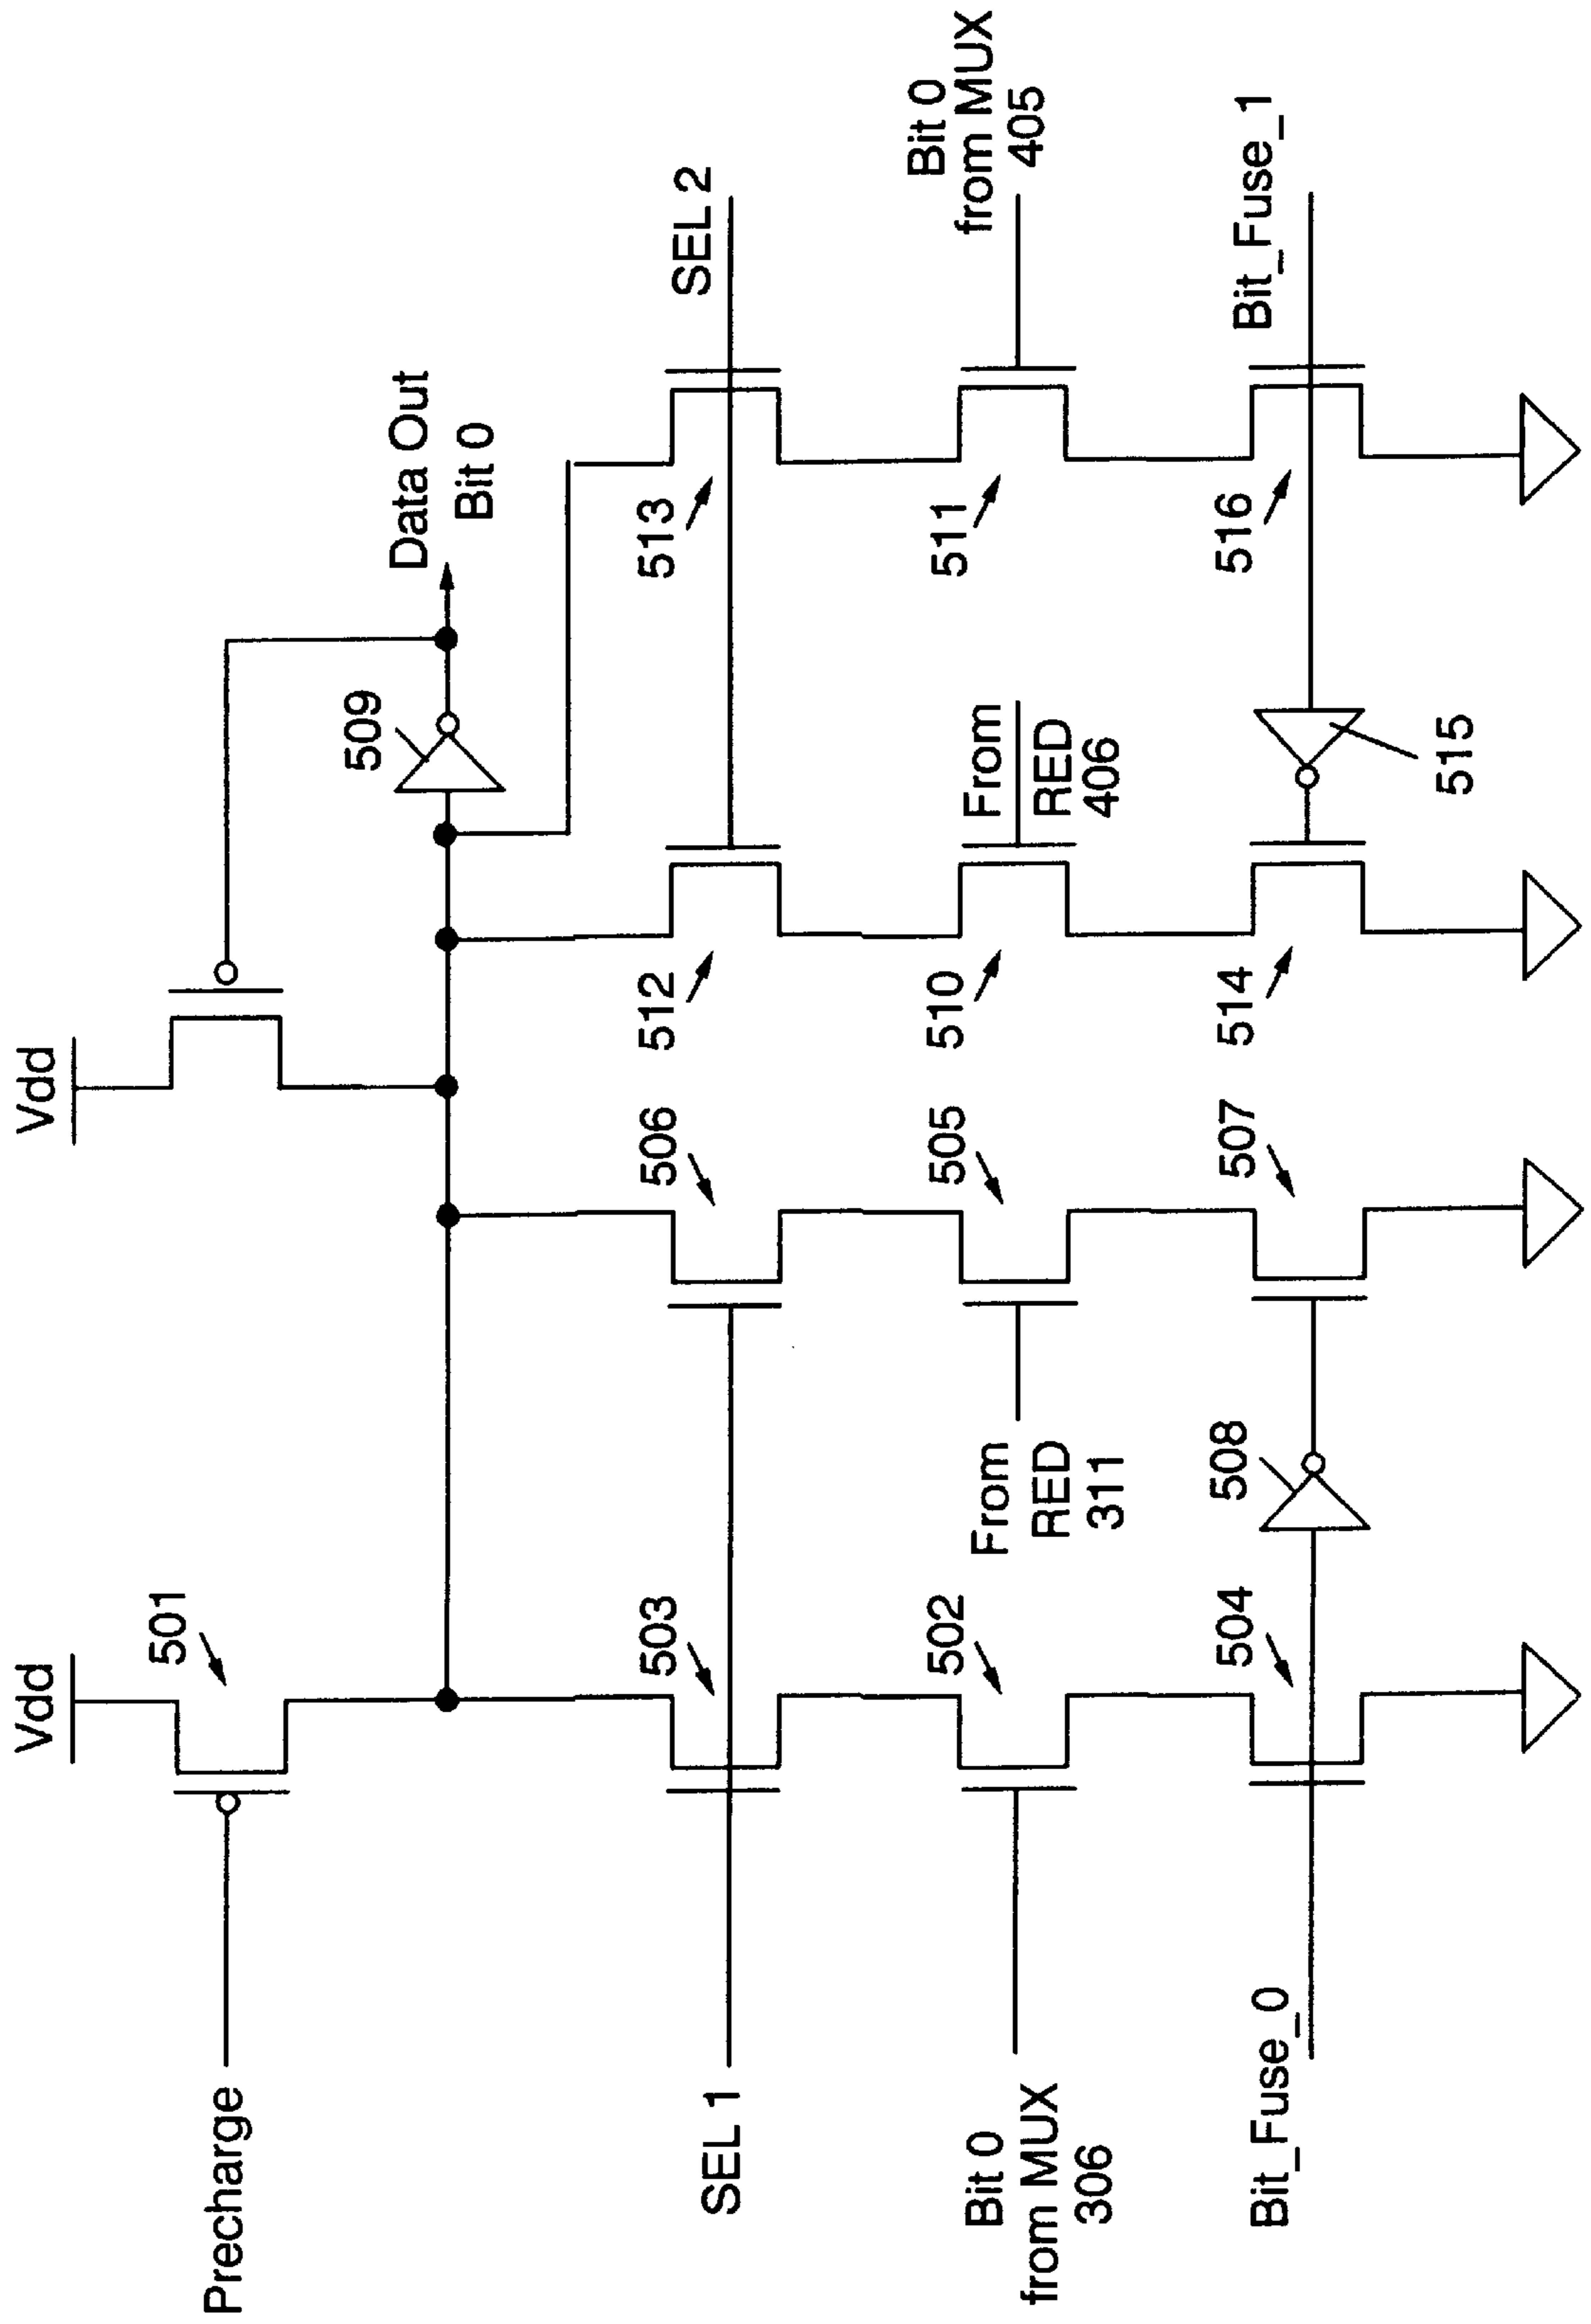 Vdd
Vdd
Precharge
501
509
Data Out
Bit 0
SEL 1
503
506
512
513
SEL 2
Bit 0
from MUX
306
502
From
RED
311
505
510
From
RED
406
511
Bit 0
from MUX
405
Bit_Fuse_0
504
508
507
514
515
516
Bit_Fuse_1